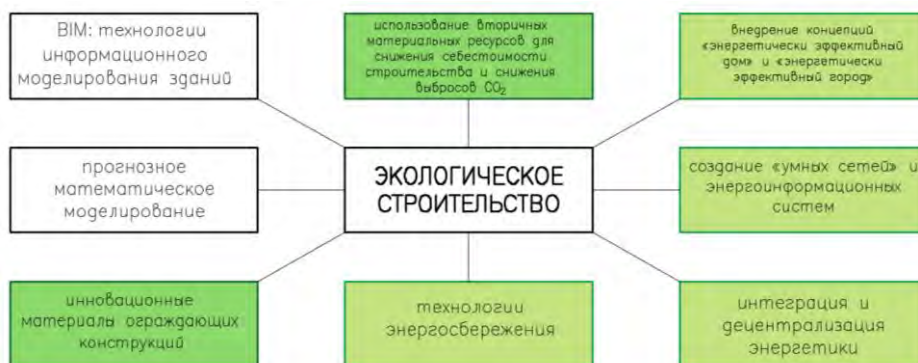 BIM: технологии
информационного
моделирования зданий
использование вторичных
материальных ресурсов для
снижения себестоимости
строительства и снижения
выбросов CO₂
внедрение концепций
«энергетически эффективный
дом» и «энергетически
эффективный город»
прогнозное
математическое
моделирование
ЭКОЛОГИЧЕСКОЕ
СТРОИТЕЛЬСТВО
создание «умных сетей» и
энергоинформационных
систем
инновационные
материалы ограждающих
конструкций
технологии
энергосбережения
интеграция и
децентрализация
энергетики